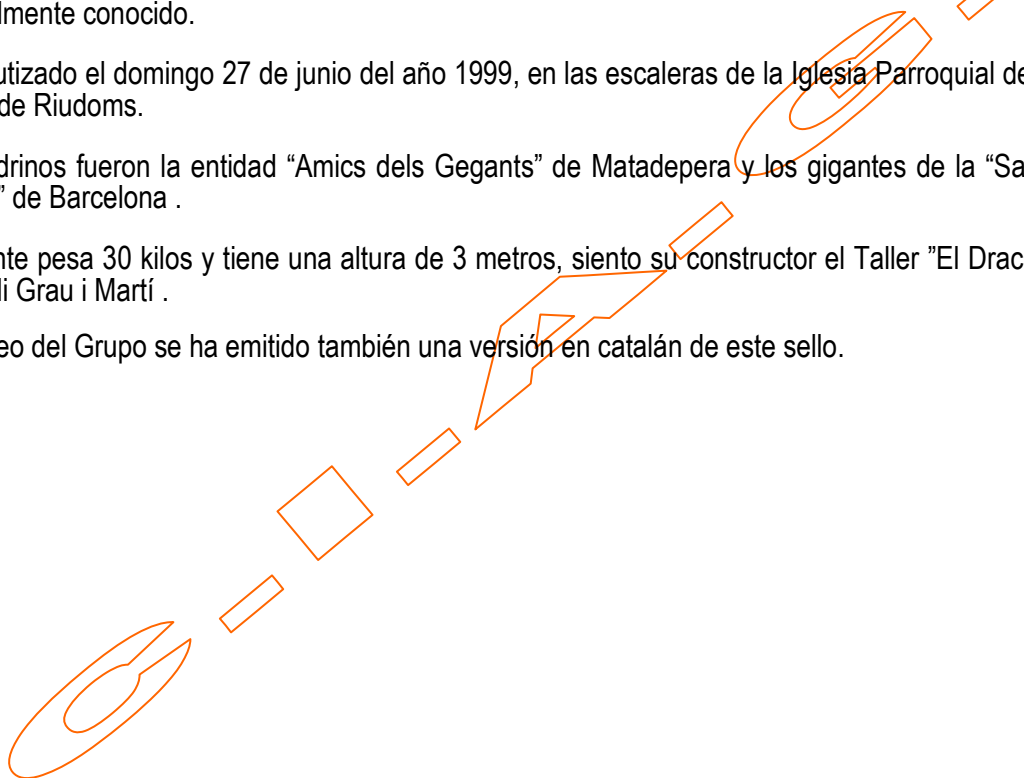 lmente conocido.
utizado el domingo 27 de junio del año 1999, en las escaleras de la Iglesia Parroquial de
de Riudoms.
drinos fueron la entidad “Amics dels Gegants” de Matadepera y los gigantes de la “Sa
” de Barcelona .
nte pesa 30 kilos y tiene una altura de 3 metros, siento su constructor el Taller ”El Drac
li Grau i Martí .
eo del Grupo se ha emitido también una versión en catalán de este sello.
C - - A - G -